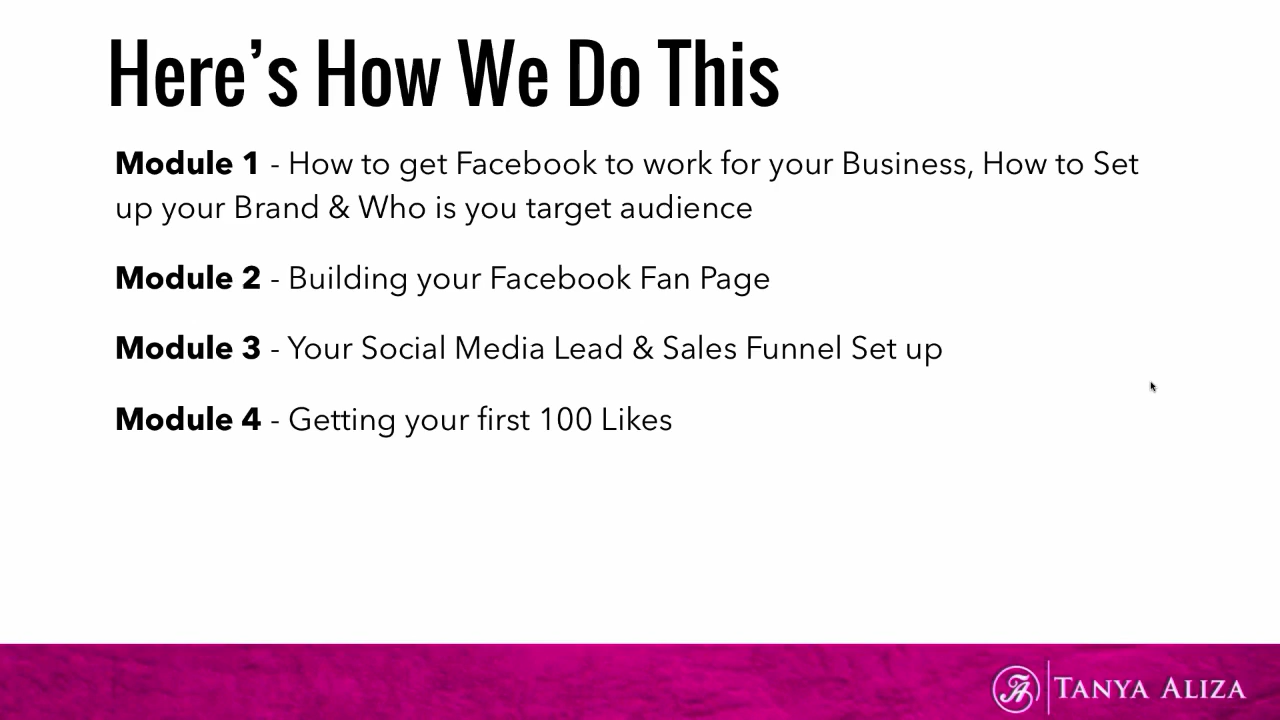 Here’s How We Do This
Module 1 - How to get Facebook to work for your Business, How to Set
up your Brand & Who is you target audience
Module 2 - Building your Facebook Fan Page
Module 3 - Your Social Media Lead & Sales Funnel Set up
Module 4 - Getting your first 100 Likes
TA TANYA ALIZA